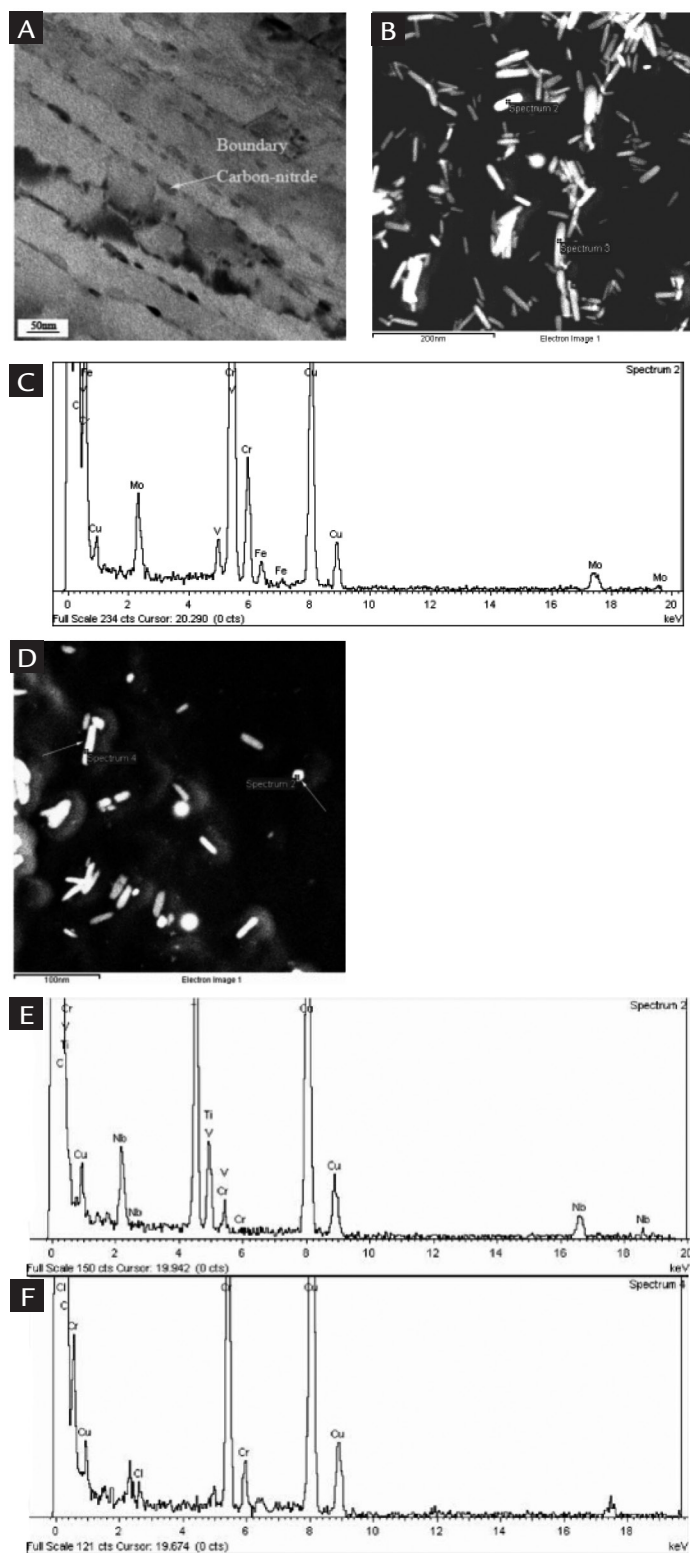 A
Boundary
Carbon-nitrde
50nm
B
Spectrum 2
Spectrum 3
200nm Electron Image 1
C
Spectrum 2
Fe Cr Cu
V V
C
Cr Cr
Mo
Cu V Cu
Fe
Fe Mo Mo
0 2 4 6 8 10 12 14 16 18 20
Full Scale 234 cts Cursor: 20.290 (0 cts) keV
D
Spectrum 4
Spectrum 2
100nm Electron Image 1
E
Spectrum 2
Cr Cu
V
Ti
C
Ti
Nb V
Cu V Cu
Cr
Nb Cr Nb Nb
0 2 4 6 8 10 12 14 16 18 20
Full Scale 150 cts Cursor: 19.942 (0 cts) keV
F
Spectrum 4
Cl Cr Cu
C
Cr
Cu Cu
Cr
Cl
0 2 4 6 8 10 12 14 16 18
Full Scale 121 cts Cursor: 19.674 (0 cts) keV